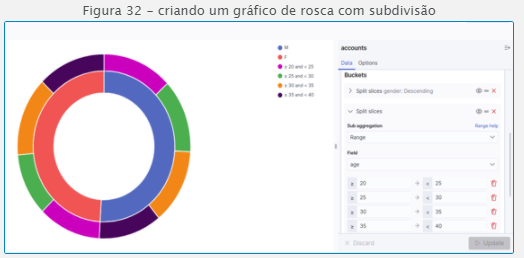 Figura 32 – criando um gráfico de rosca com subdivisão
M
F
≥ 20 and < 25
≥ 25 and < 30
≥ 30 and < 35
≥ 35 and < 40
accounts
Data Options
Buckets
Split slices gender: Descending
Split slices
Sub aggregation Range help
Range
Field
age
≥ 20 → < 25
≥ 25 → < 30
≥ 30 → < 35
≥ 35 → < 40
× Discard Update